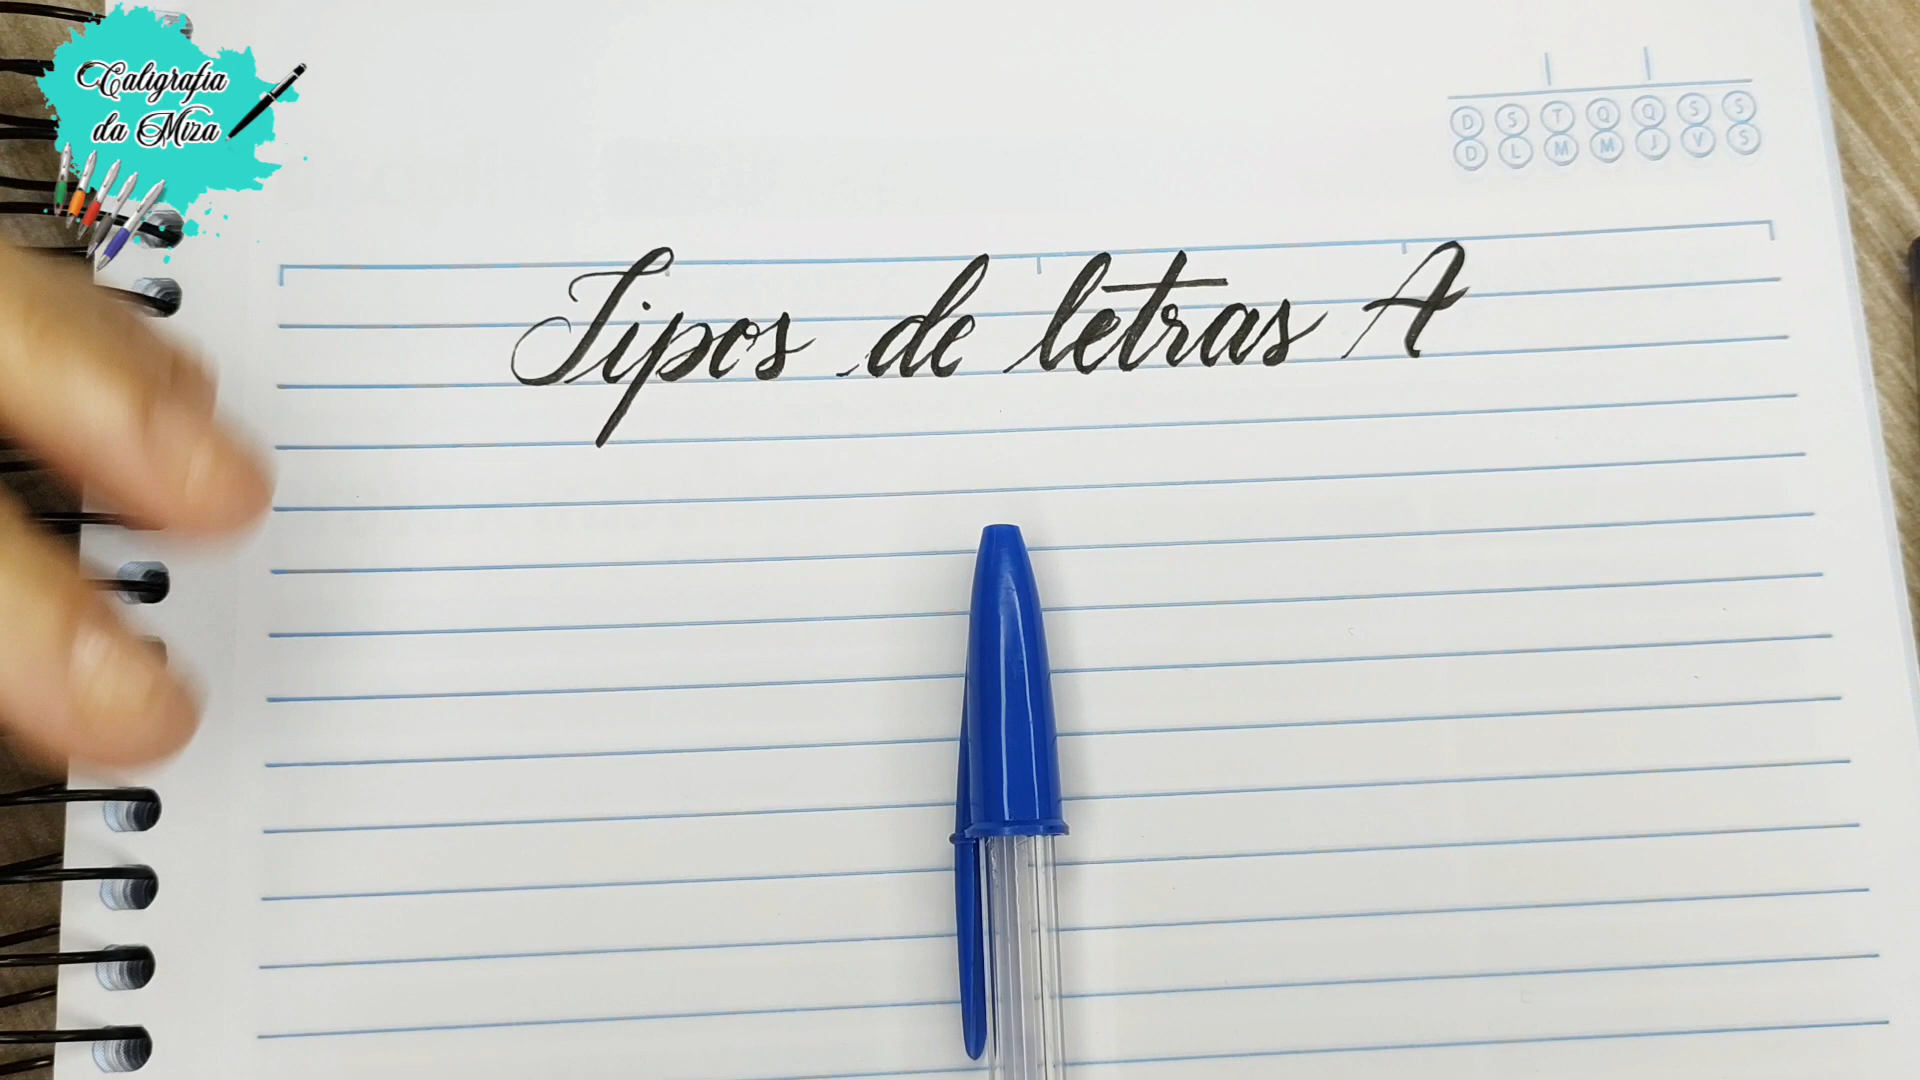 Caligrafia
da Miza
D S T Q Q S S
D L M M J V S
Tipos de letras A